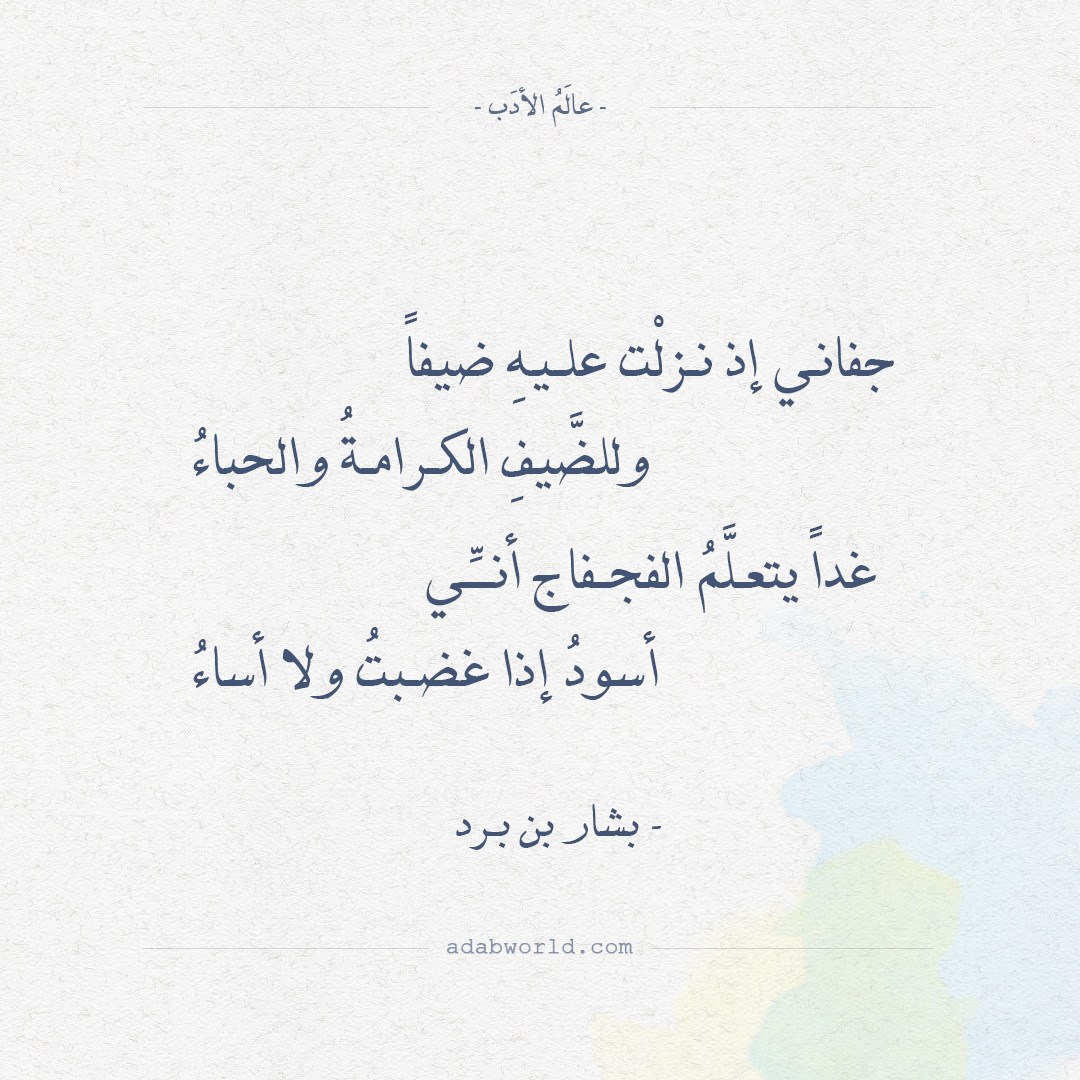 - عالَمُ الأدَب -
جفاني إذ نزلْت عليهِ ضيفاً
وللضَّيفِ الكرامةُ والحباءُ
غداً يتعلَّمُ الفجفاج أنِّي
أسودُ إذا غضبتُ ولا أساءُ
- بشار بن برد
adabworld.com